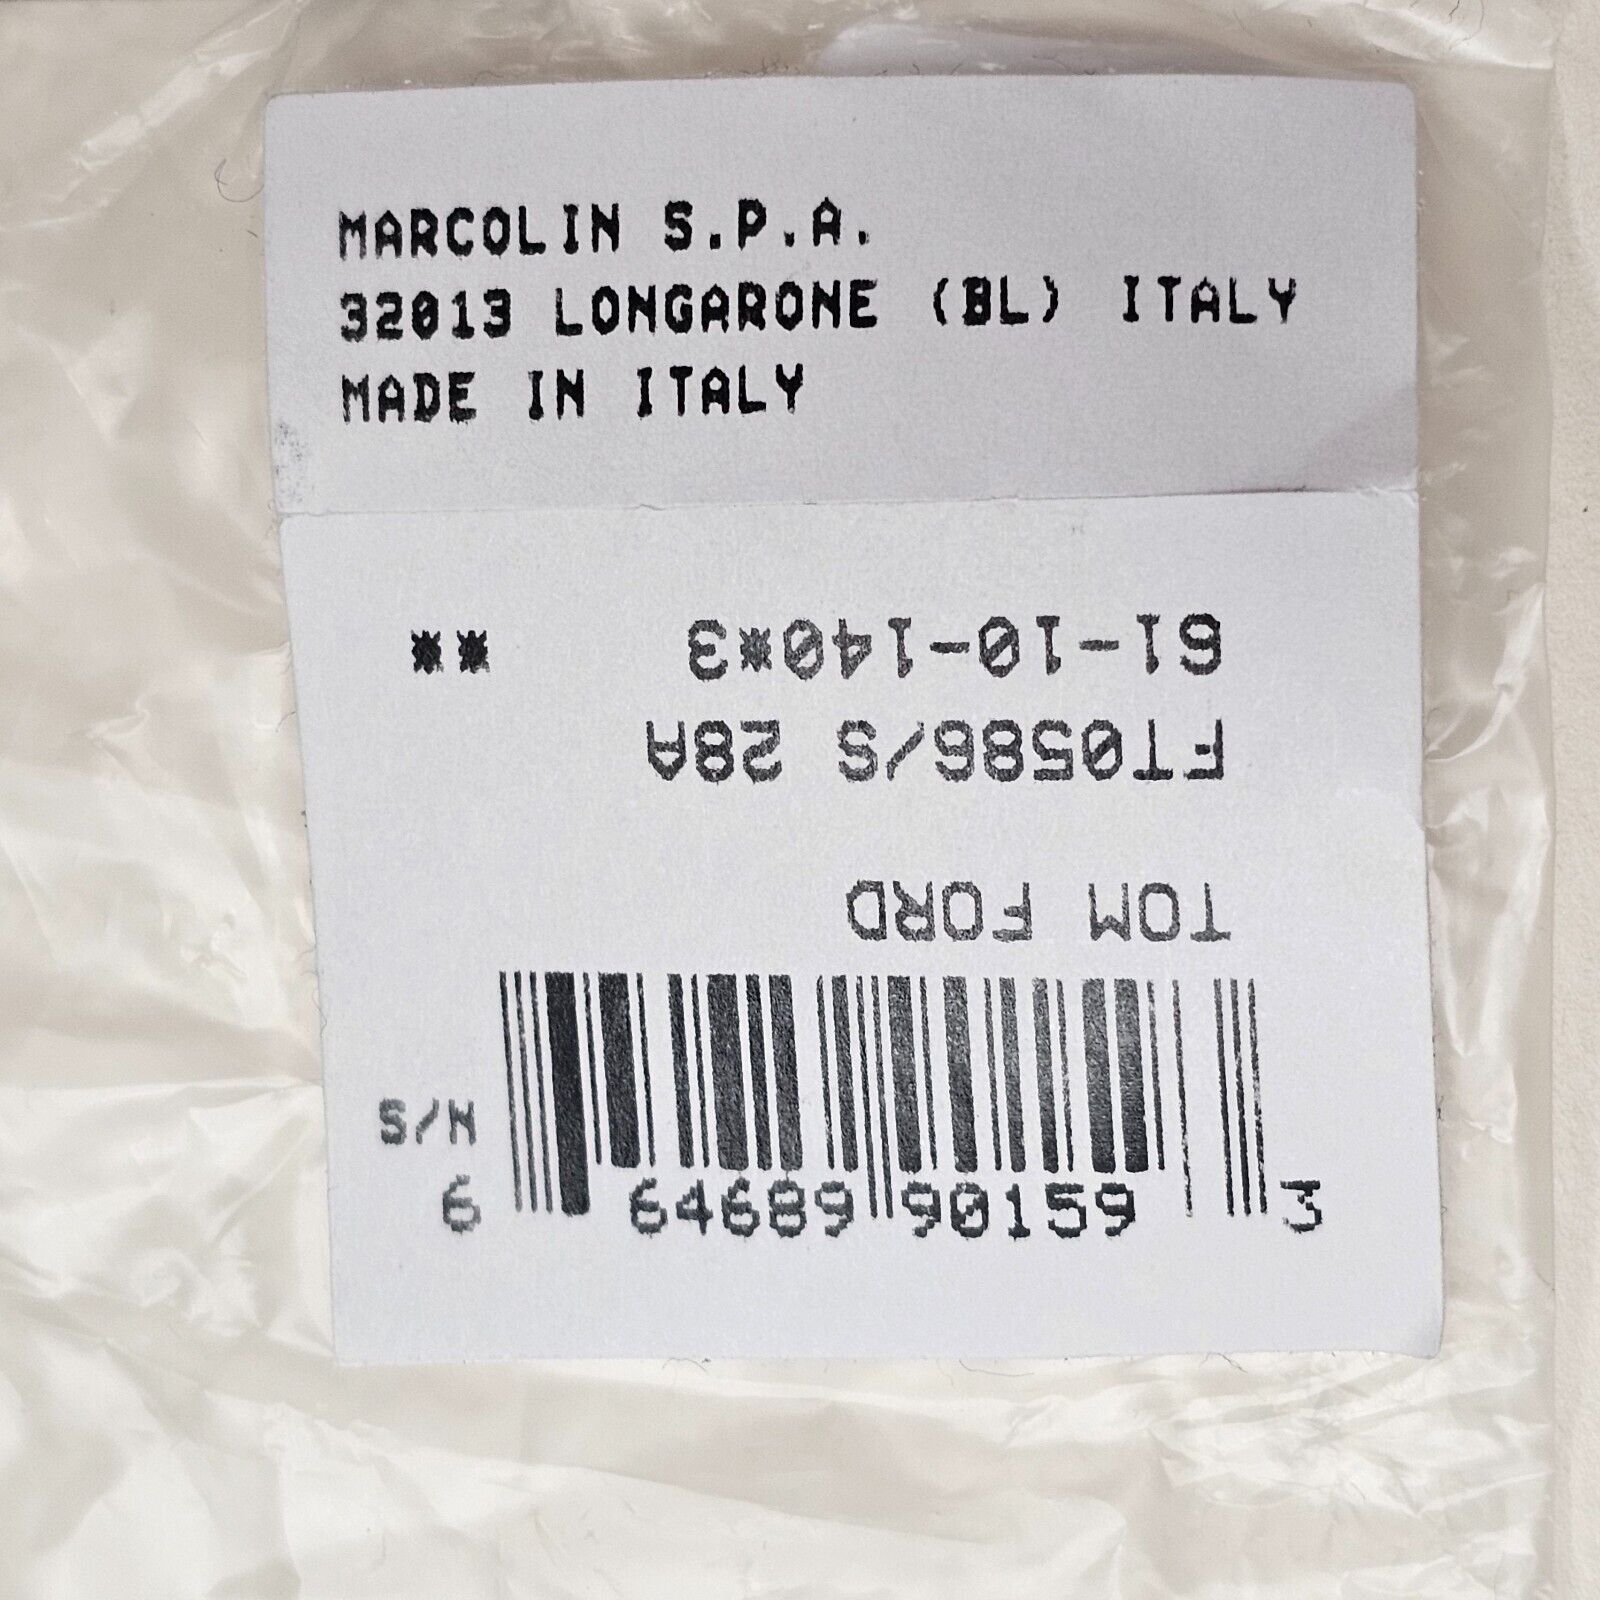 MARCOLIN S.P.A.
32013 LONGARONE (BL) ITALY
MADE IN ITALY
TOM FORD
FT0586/S 28A
61-10-140*3 **
S/N
6 64689 90159 3